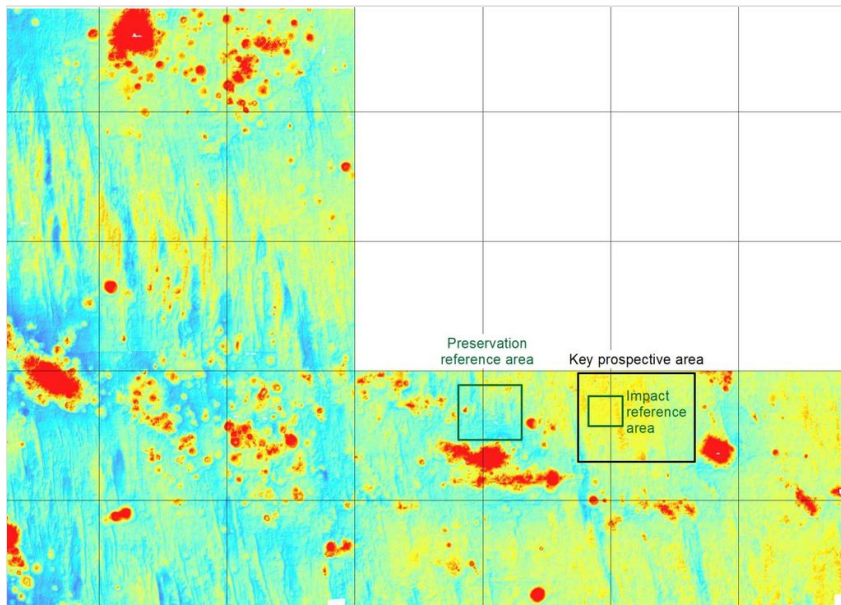 Preservation
reference area
Key prospective area
Impact
reference
area